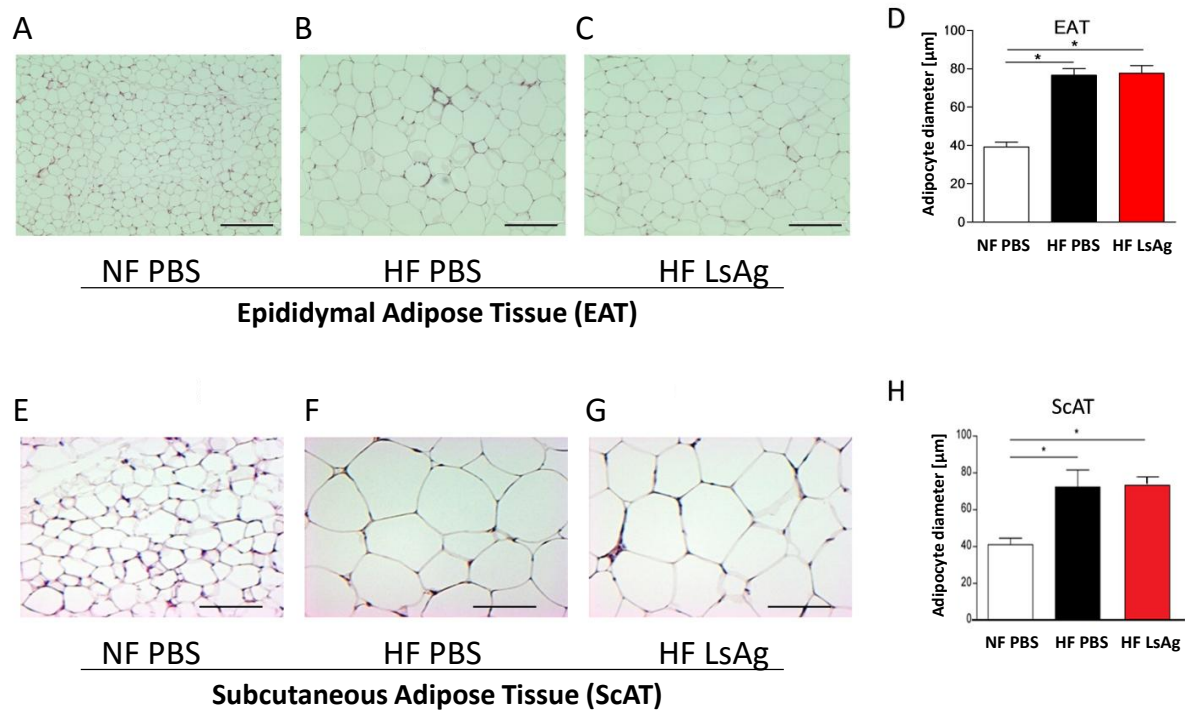 A
B
C
NF PBS
HF PBS
HF LsAg
Epididymal Adipose Tissue (EAT)
D
EAT
Adipocyte diameter [µm]
80
60
40
20
0
NF PBS
HF PBS
HF LsAg
*
*
E
F
G
NF PBS
HF PBS
HF LsAg
Subcutaneous Adipose Tissue (ScAT)
H
ScAT
Adipocyte diameter [µm]
100
80
60
40
20
0
NF PBS
HF PBS
HF LsAg
*
*